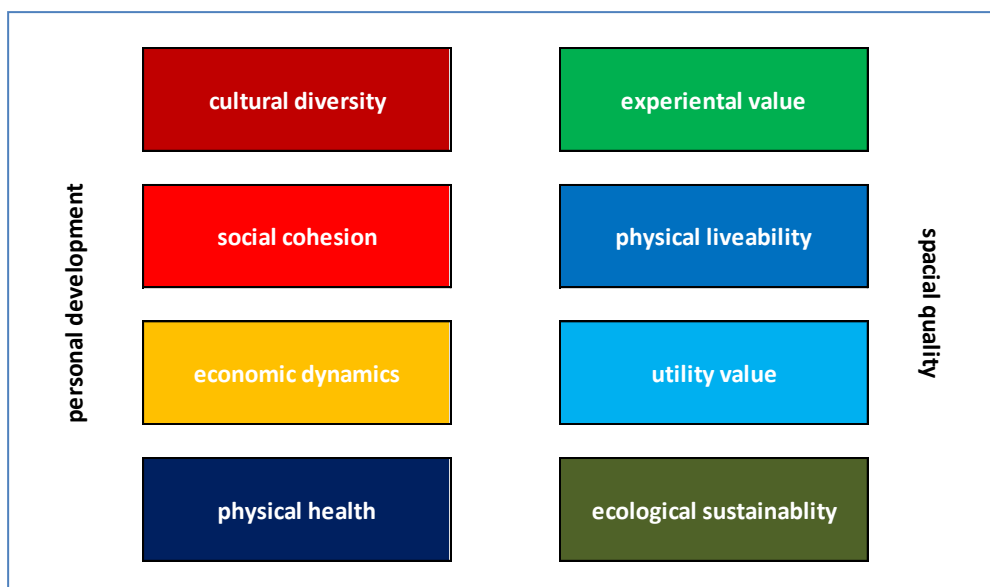 personal development
cultural diversity
social cohesion
economic dynamics
physical health
experiental value
physical liveability
utility value
ecological sustainablity
spacial quality